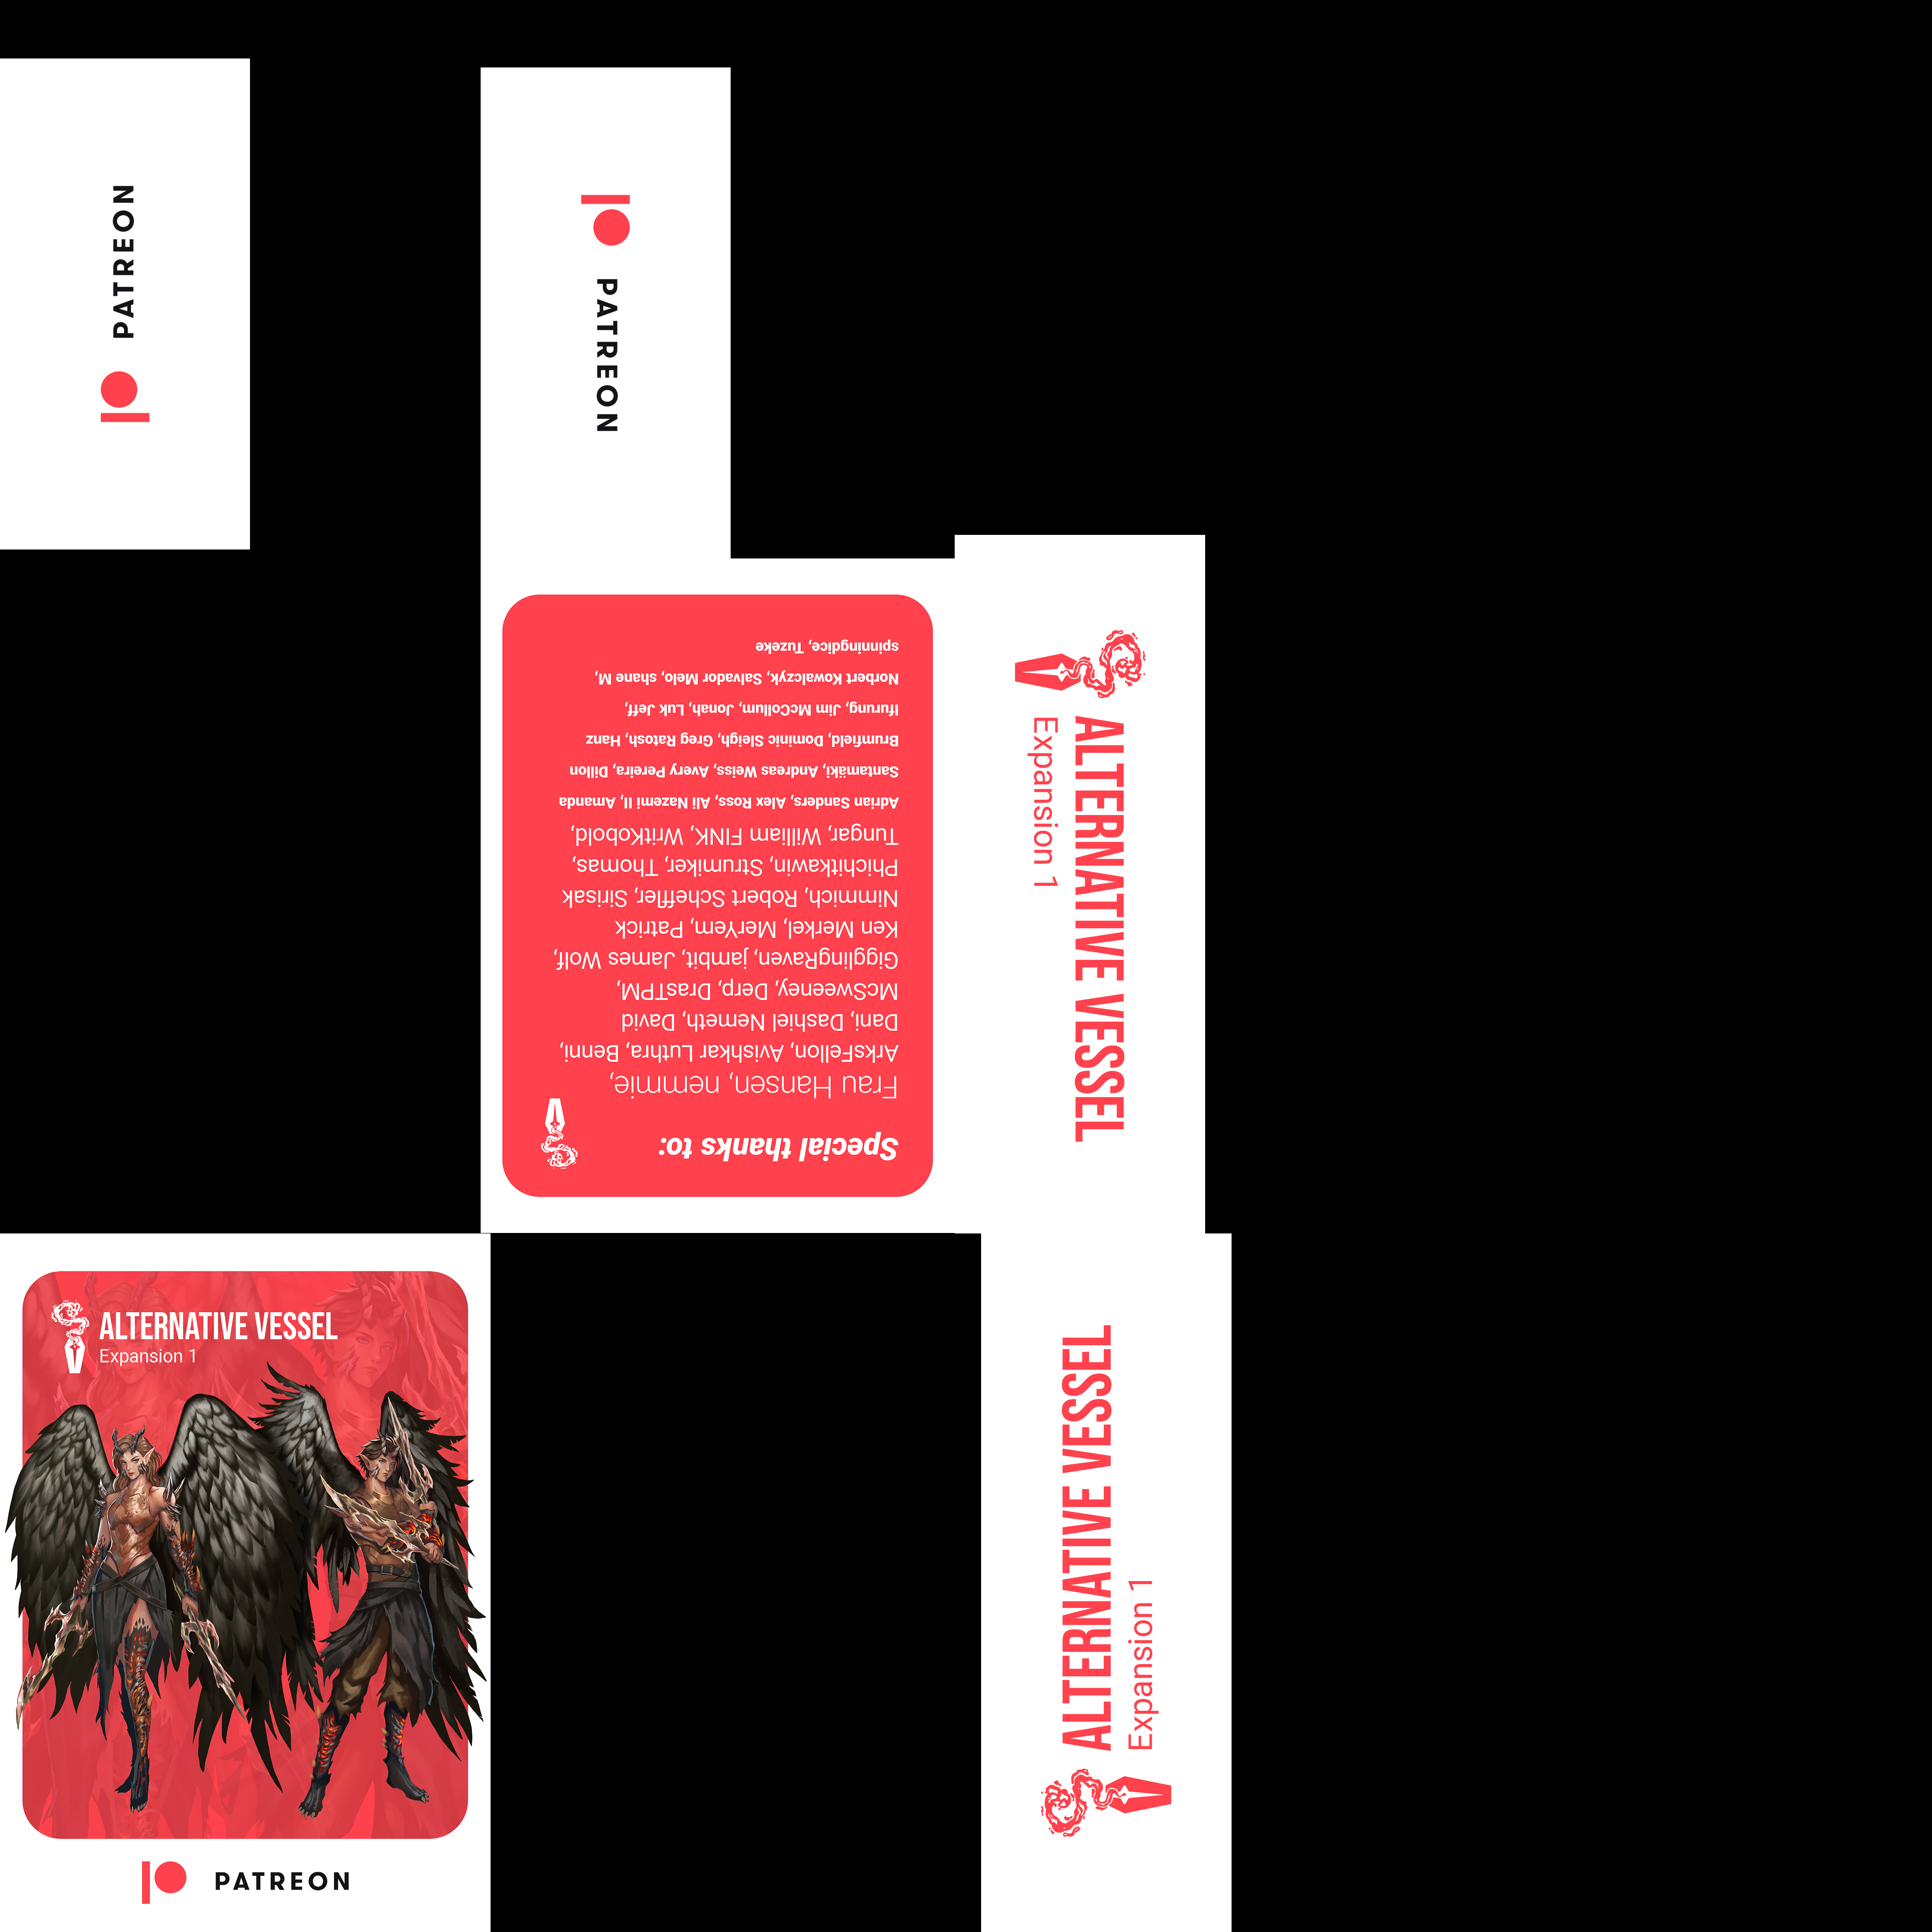 PATREON
PATREON
Special thanks to:
Frau Hansen, nemmie,
ArksFellon, Avishkar Luthra, Benni,
Dani, Dashiel Nemeth, David
McSweeney, Derp, DrasTPM,
GigglingRaven, jambit, James Wolf,
Ken Merkel, MerYem, Patrick
Nimmich, Robert Scheffler, Sirisak
Phichitkawin, Strumiker, Thomas,
Tungar, William FINK, WritKobold,
Adrian Sanders, Alex Ross, Ali Nazemi II, Amanda
Santamäki, Andreas Weiss, Avery Pereira, Dillon
Brumfield, Dominic Sleigh, Greg Ratosh, Hanz
Ifurung, Jim McCollum, Jonah, Luk Jeff,
Norbert Kowalczyk, Salvador Melo, shane M,
spinningdice, Tuzeke
ALTERNATIVE VESSEL
Expansion 1
ALTERNATIVE VESSEL
Expansion 1
PATREON
ALTERNATIVE VESSEL
Expansion 1